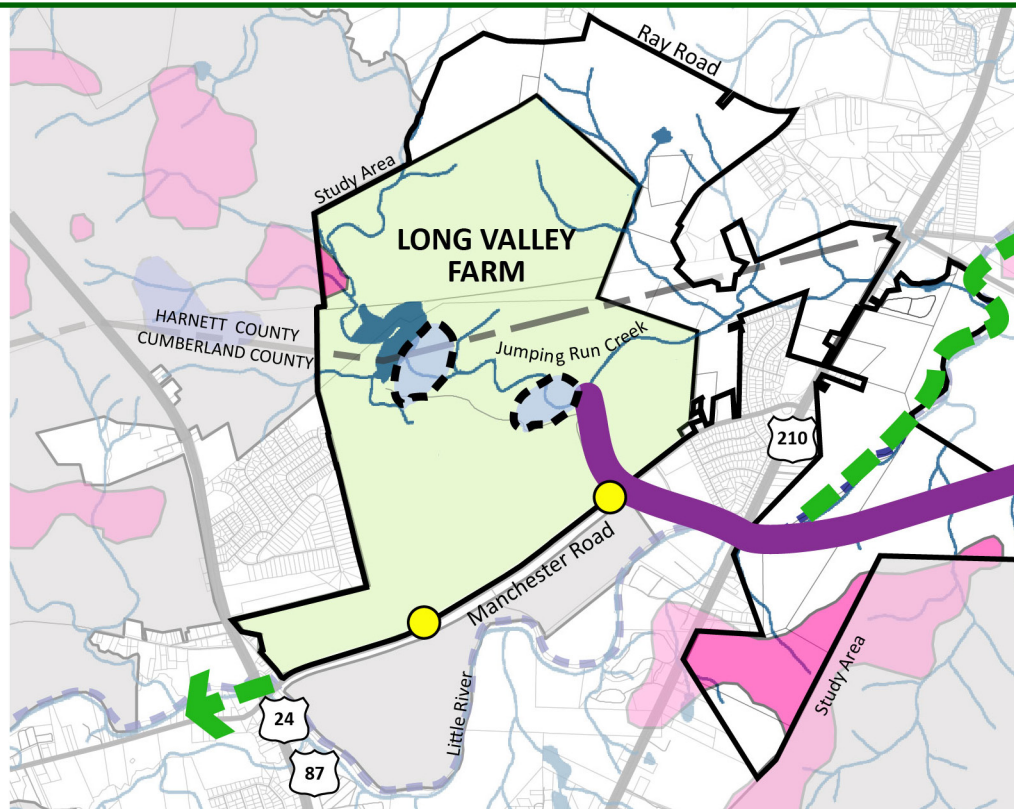 Ray Road
Study Area
LONG VALLEY
FARM
HARNETT COUNTY
CUMBERLAND COUNTY
Jumping Run Creek
210
Manchester Road
Little River
Study Area
24
87